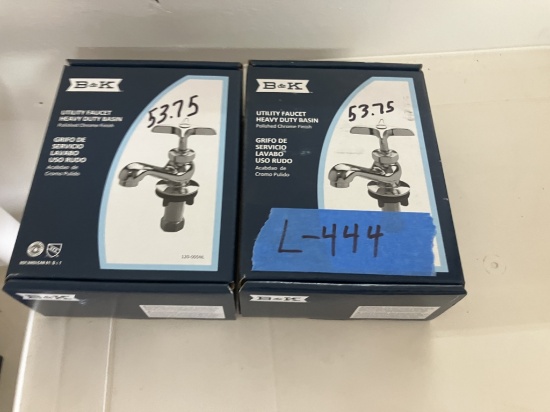 B&K
53.75
UTILITY FAUCET
HEAVY DUTY BASIN
Polished Chrome Finish
GRIFO DE
SERVICIO
LAVABO
USO RUDO
Acabdao de
Cromo Pulido
B&K
B&K
53.75
UTILITY FAUCET
HEAVY DUTY BASIN
Polished Chrome Finish
GRIFO DE
SERVICIO
LAVABO
USO RUDO
Acabdao de
Cromo Pulido
L-444
B&K